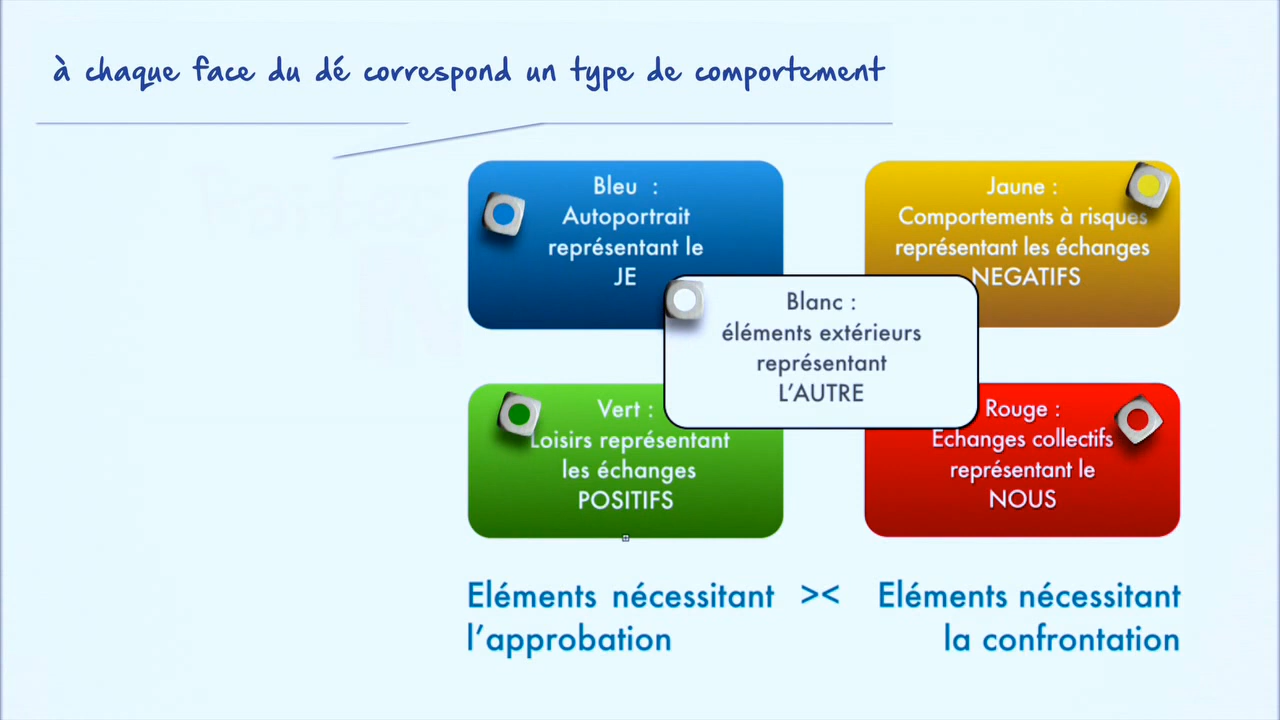 à chaque face du dé correspond un type de comportement
Bleu :
Autoportrait
représentant le
JE
Jaune :
Comportements à risques
représentant les échanges
NEGATIFS
Blanc :
éléments extérieurs
représentant
L'AUTRE
Vert :
Loisirs représentant
les échanges
POSITIFS
Rouge :
Echanges collectifs
représentant le
NOUS
Eléments nécessitant >< Eléments nécessitant
l'approbation la confrontation